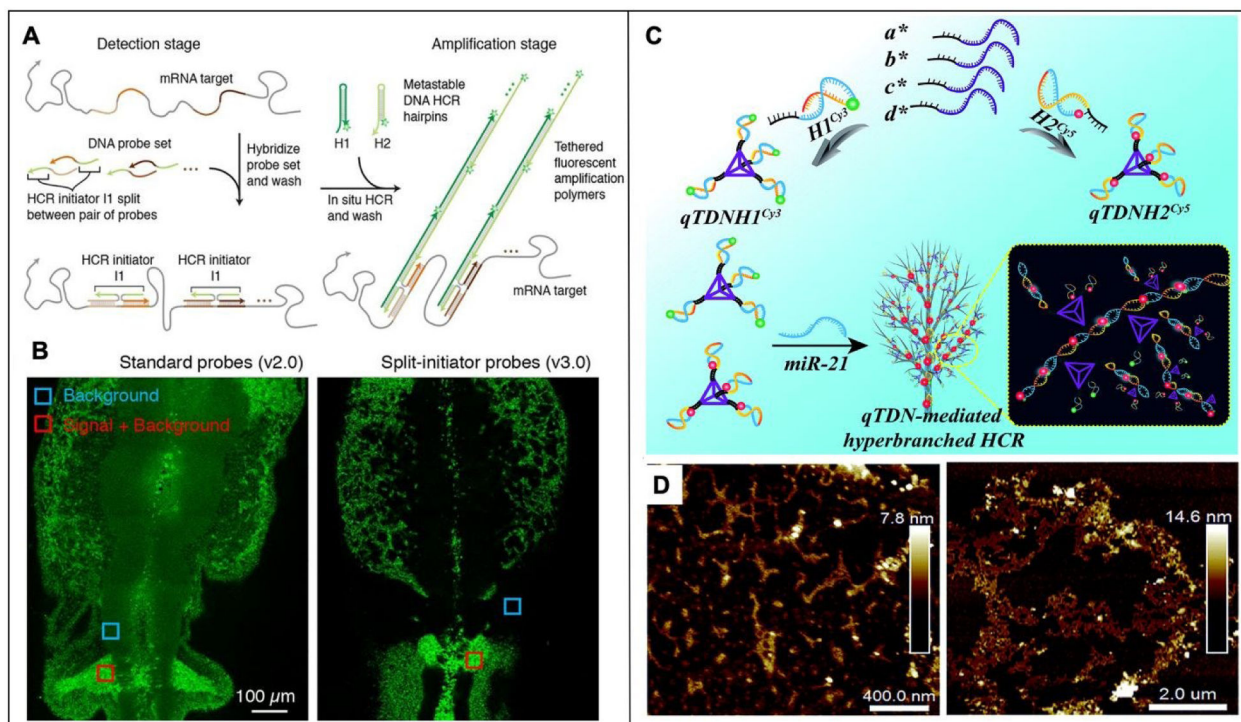 A
Detection stage
mRNA target
DNA probe set
HCR initiator I1 split
between pair of probes
Hybridize
probe set
and wash
HCR initiator
I1
HCR initiator
I1
Amplification stage
Metastable
DNA HCR
hairpins
H1
H2
In situ HCR
and wash
Tethered
fluorescent
amplification
polymers
mRNA target
B
Standard probes (v2.0)
Split-initiator probes (v3.0)
Background
Signal + Background
100 µm
C
a*
b*
c*
d*
H1Cy3
H2Cy5
qTDNH1Cy3
qTDNH2Cy5
miR-21
qTDN-mediated
hyperbranched HCR
D
7.8 nm
400.0 nm
14.6 nm
2.0 um